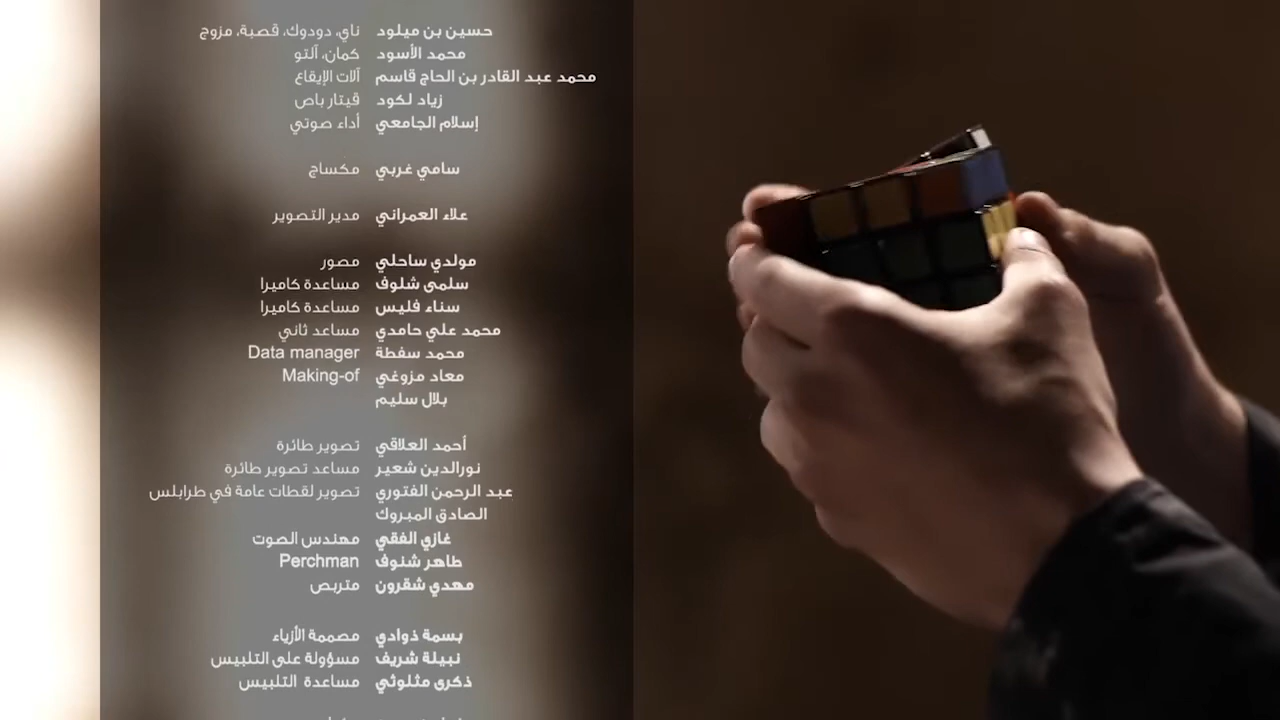 حسين بن ميلود ناي، دودوك، قصبة، مزوج
محمد الأسود كمان، آلتو
محمد عبد القادر بن الحاج قاسم آلات الإيقاع
زياد لكود ڤيتار باص
إسلام الجامعي أداء صوتي
سامي غربي مكساج
علاء العمراني مدير التصوير
مولدي ساحلي مصور
سلمى شلوف مساعدة كاميرا
سناء فليس مساعدة كاميرا
محمد علي حامدي مساعد ثاني
محمد سفطة Data manager
معاد مزوغي Making-of
بلال سليم
أحمد العلاقي تصوير طائرة
نورالدين شعير مساعد تصوير طائرة
عبد الرحمن الفتوري تصوير لقطات عامة في طرابلس
الصادق المبروك
غازي الفقي مهندس الصوت
طاهر شنوف Perchman
مهدي شقرون متربص
بسمة ذوادي مصممة الأزياء
نبيلة شريف مسؤولة على التلبيس
ذكرى مثلوثي مساعدة التلبيس